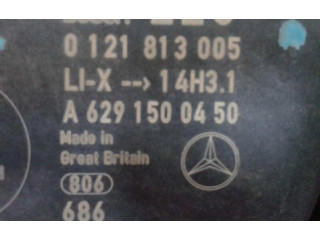 0 121 813 005
LI-X --> 14H3.1
A 629 150 04 50
Made in
Great Britain
806
686